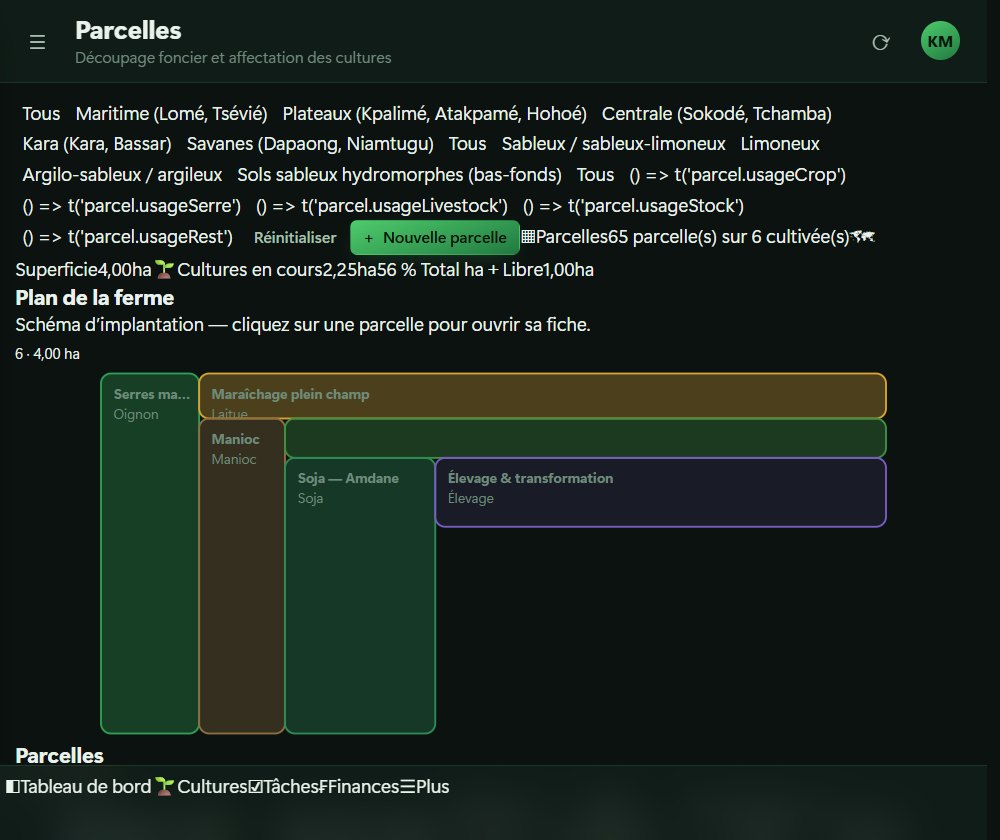 ☰ Parcelles
Découpage foncier et affectation des cultures
⟳ KM
Tous Maritime (Lomé, Tsévié) Plateaux (Kpalimé, Atakpamé, Hohoé) Centrale (Sokodé, Tchamba)
Kara (Kara, Bassar) Savanes (Dapaong, Niamtugu) Tous Sableux / sableux-limoneux Limoneux
Argilo-sableux / argileux Sols sableux hydromorphes (bas-fonds) Tous () => t('parcel.usageCrop')
() => t('parcel.usageSerre') () => t('parcel.usageLivestock') () => t('parcel.usageStock')
() => t('parcel.usageRest') Réinitialiser + Nouvelle parcelle ▦Parcelles65 parcelle(s) sur 6 cultivée(s)🗺
Superficie4,00ha🌱Cultures en cours2,25ha56 % Total ha + Libre1,00ha
Plan de la ferme
Schéma d’implantation — cliquez sur une parcelle pour ouvrir sa fiche.
6 · 4,00 ha
Serres ma...
Oignon
Maraîchage plein champ
Laitue
Manioc
Manioc
Soja — Amdane
Soja
Élevage & transformation
Élevage
Parcelles
◧Tableau de bord🌱Cultures☑Tâches₣Finances☰Plus